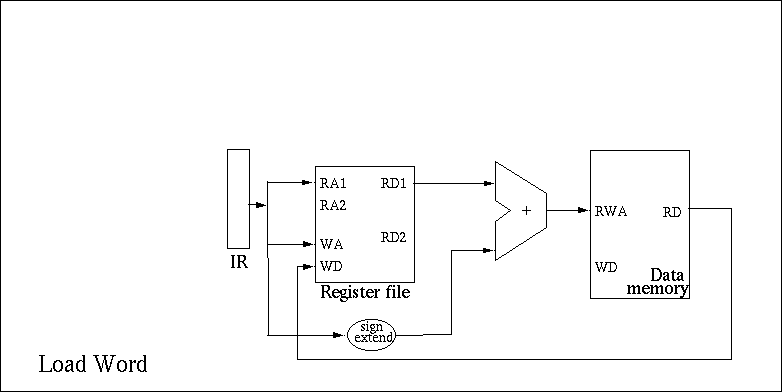 RA1 RD1
RA2
+
RWA RD
RD2
WA
WD
WD
IR
Register file
Data
memory
sign
extend
Load Word